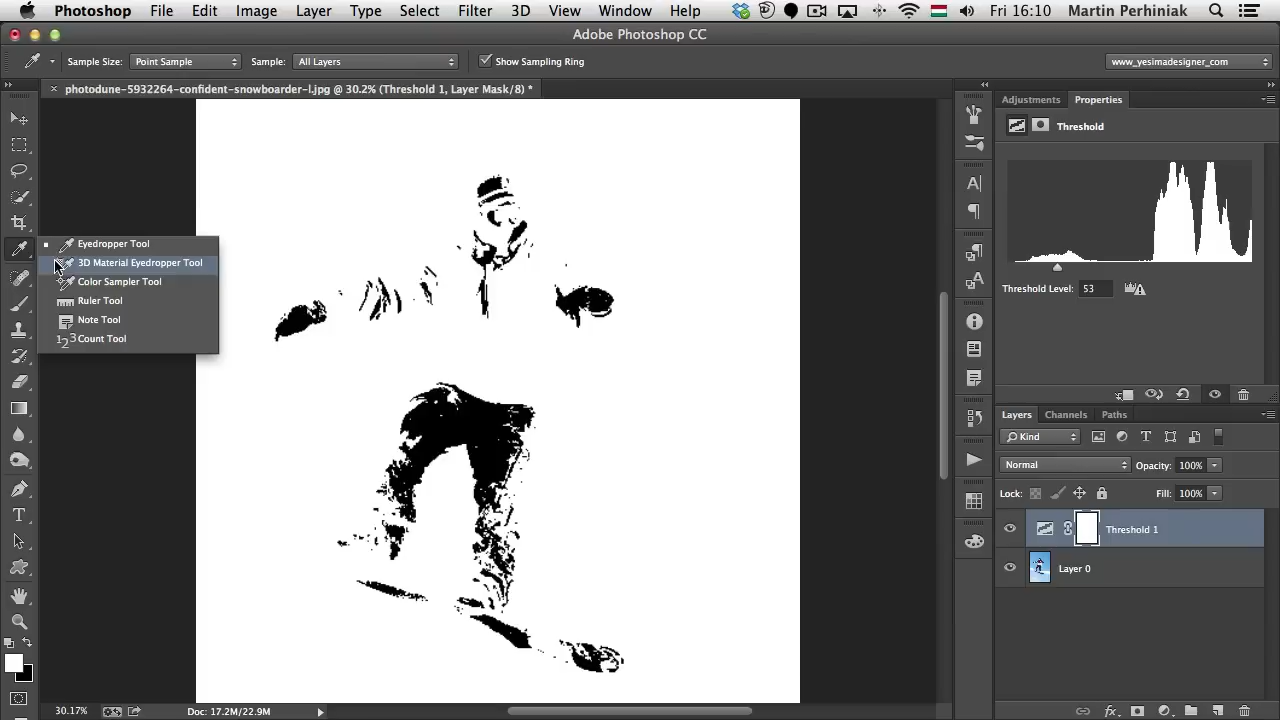 Photoshop File Edit Image Layer Type Select Filter 3D View Window Help Fri 16:10 Martin Perhiniak
Adobe Photoshop CC
Sample Size: Point Sample Sample: All Layers Show Sampling Ring www_yesimadesigner_com
photodune-5932264-confident-snowboarder-l.jpg @ 30.2% (Threshold 1, Layer Mask/8) *
Adjustments Properties
Threshold
Eyedropper Tool
3D Material Eyedropper Tool
Color Sampler Tool
Ruler Tool
Note Tool
Count Tool
Threshold Level: 53
Layers Channels Paths
Kind
Normal Opacity: 100%
Lock: Fill: 100%
Threshold 1
Layer 0
30.17% Doc: 17.2M/22.9M